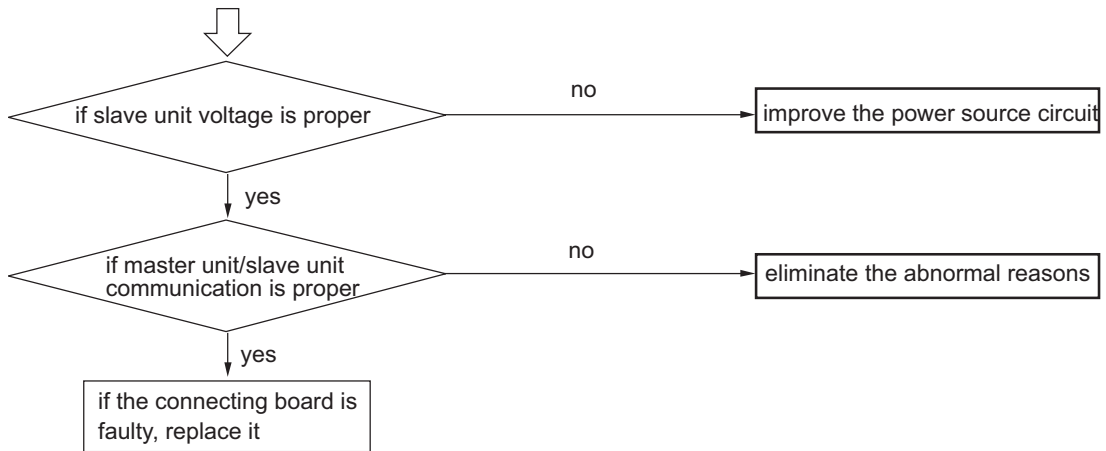 if slave unit voltage is proper
no
improve the power source circuit
yes
if master unit/slave unit
communication is proper
no
eliminate the abnormal reasons
yes
if the connecting board is
faulty, replace it